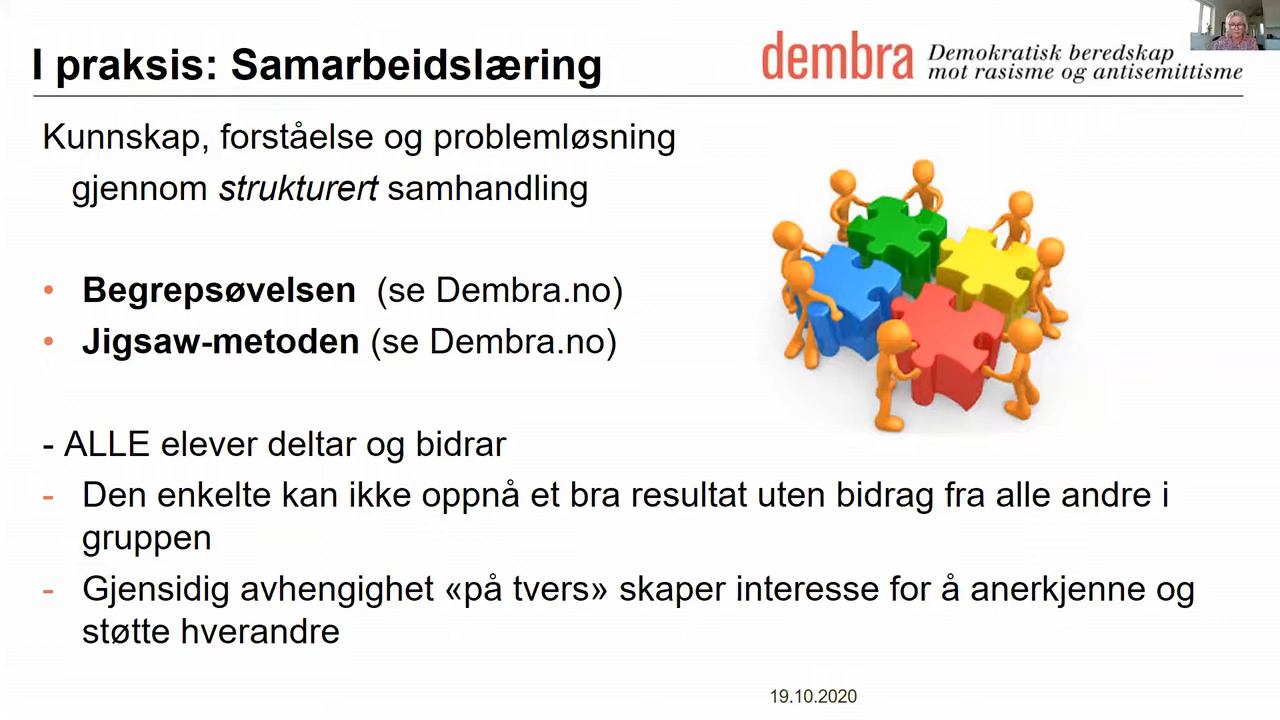 I praksis: Samarbeidslæring
dembra
Demokratisk beredskap
mot rasisme og antisemittisme
Kunnskap, forståelse og problemløsning
gjennom strukturert samhandling
• Begrepsøvelsen (se Dembra.no)
• Jigsaw-metoden (se Dembra.no)
- ALLE elever deltar og bidrar
- Den enkelte kan ikke oppnå et bra resultat uten bidrag fra alle andre i
gruppen
- Gjensidig avhengighet «på tvers» skaper interesse for å anerkjenne og
støtte hverandre
19.10.2020